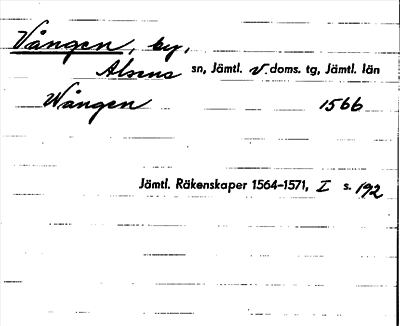 Vången, by,
Alsens sn, Jämtl. v. doms. tg, Jämtl. län
Wången 1566
Jämtl. Räkenskaper 1564-1571, I s. 192